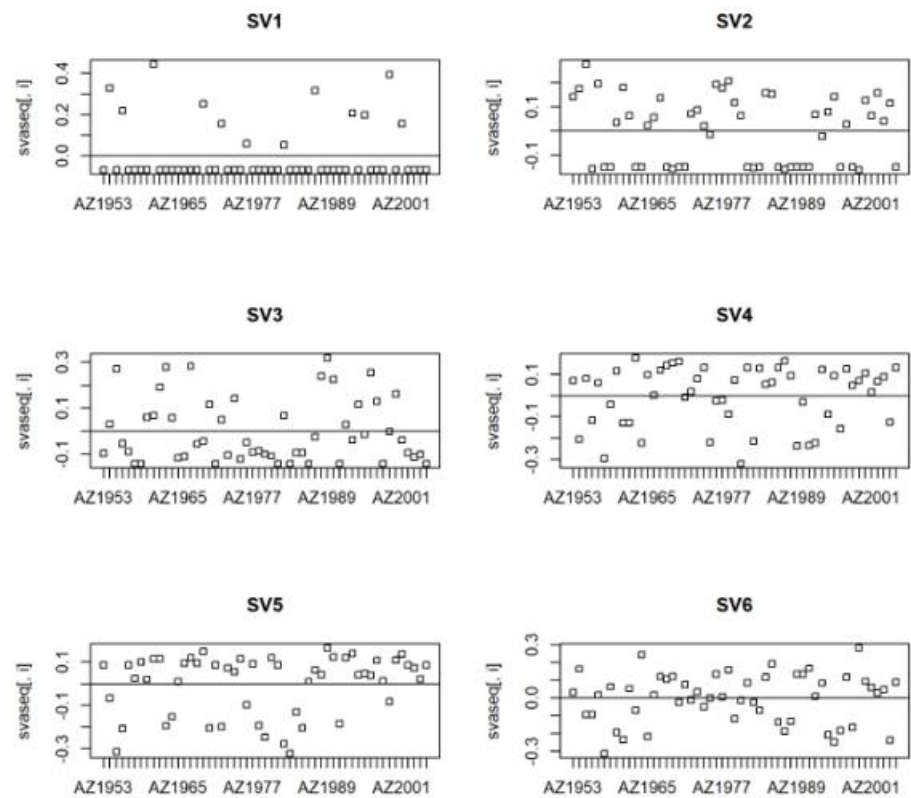 SV1
svaseq[, i]
0.4
0.2
0.0
AZ1953 AZ1965 AZ1977 AZ1989 AZ2001
SV2
svaseq[, i]
0.1
-0.1
AZ1953 AZ1965 AZ1977 AZ1989 AZ2001
SV3
svaseq[, i]
0.3
0.1
-0.1
AZ1953 AZ1965 AZ1977 AZ1989 AZ2001
SV4
svaseq[, i]
0.1
-0.1
-0.3
AZ1953 AZ1965 AZ1977 AZ1989 AZ2001
SV5
svaseq[, i]
0.1
-0.1
-0.3
AZ1953 AZ1965 AZ1977 AZ1989 AZ2001
SV6
svaseq[, i]
0.3
0.0
-0.3
AZ1953 AZ1965 AZ1977 AZ1989 AZ2001